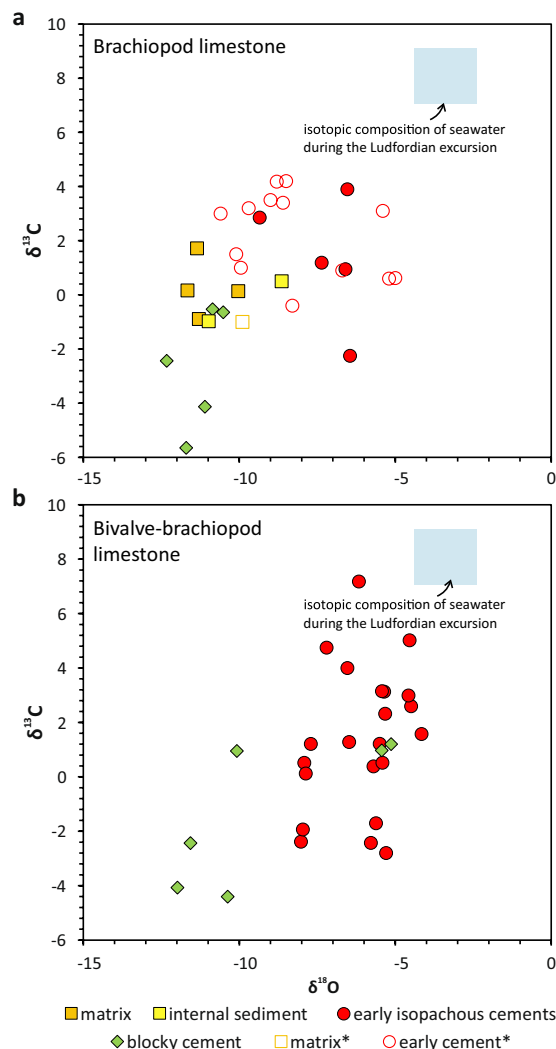 a
Brachiopod limestone
10
8
6
4
2
0
-2
-4
-6
δ¹³C
isotopic composition of seawater
during the Ludfordian excursion
-15
-10
-5
0
b
Bivalve-brachiopod
limestone
10
8
6
4
2
0
-2
-4
-6
δ¹³C
isotopic composition of seawater
during the Ludfordian excursion
-15
-10
-5
0
δ¹⁸O
matrix internal sediment early isopachous cements
blocky cement matrix* early cement*